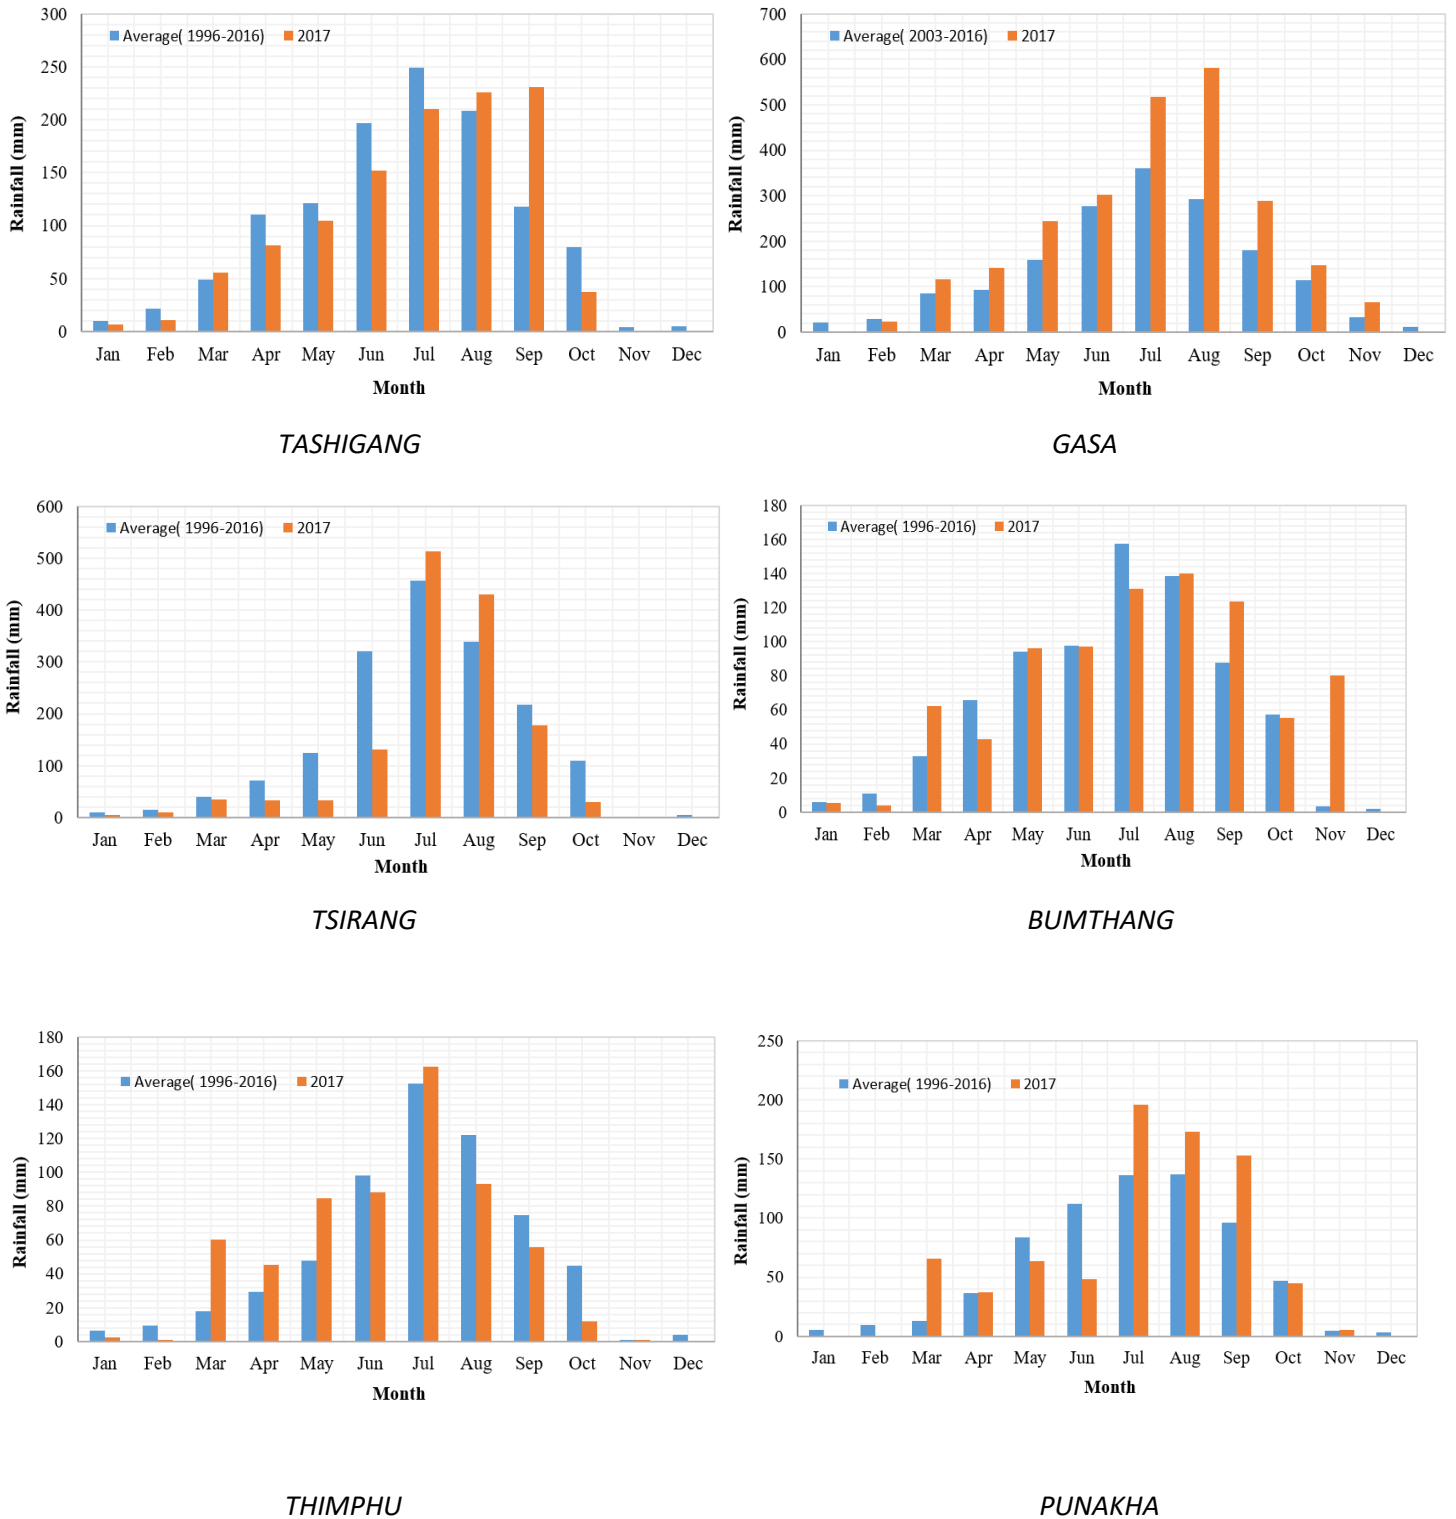 300
250
200
150
100
50
0
Rainfall (mm)
Average( 1996-2016) 2017
Jan Feb Mar Apr May Jun Jul Aug Sep Oct Nov Dec
Month
TASHIGANG
700
600
500
400
300
200
100
0
Rainfall (mm)
Average( 2003-2016) 2017
Jan Feb Mar Apr May Jun Jul Aug Sep Oct Nov Dec
Month
GASA
600
500
400
300
200
100
0
Rainfall (mm)
Average( 1996-2016) 2017
Jan Feb Mar Apr May Jun Jul Aug Sep Oct Nov Dec
Month
TSIRANG
180
160
140
120
100
80
60
40
20
0
Rainfall (mm)
Average( 1996-2016) 2017
Jan Feb Mar Apr May Jun Jul Aug Sep Oct Nov Dec
Month
BUMTHANG
180
160
140
120
100
80
60
40
20
0
Rainfall (mm)
Average( 1996-2016) 2017
Jan Feb Mar Apr May Jun Jul Aug Sep Oct Nov Dec
Month
THIMPHU
250
200
150
100
50
0
Rainfall (mm)
Average( 1996-2016) 2017
Jan Feb Mar Apr May Jun Jul Aug Sep Oct Nov Dec
Month
PUNAKHA